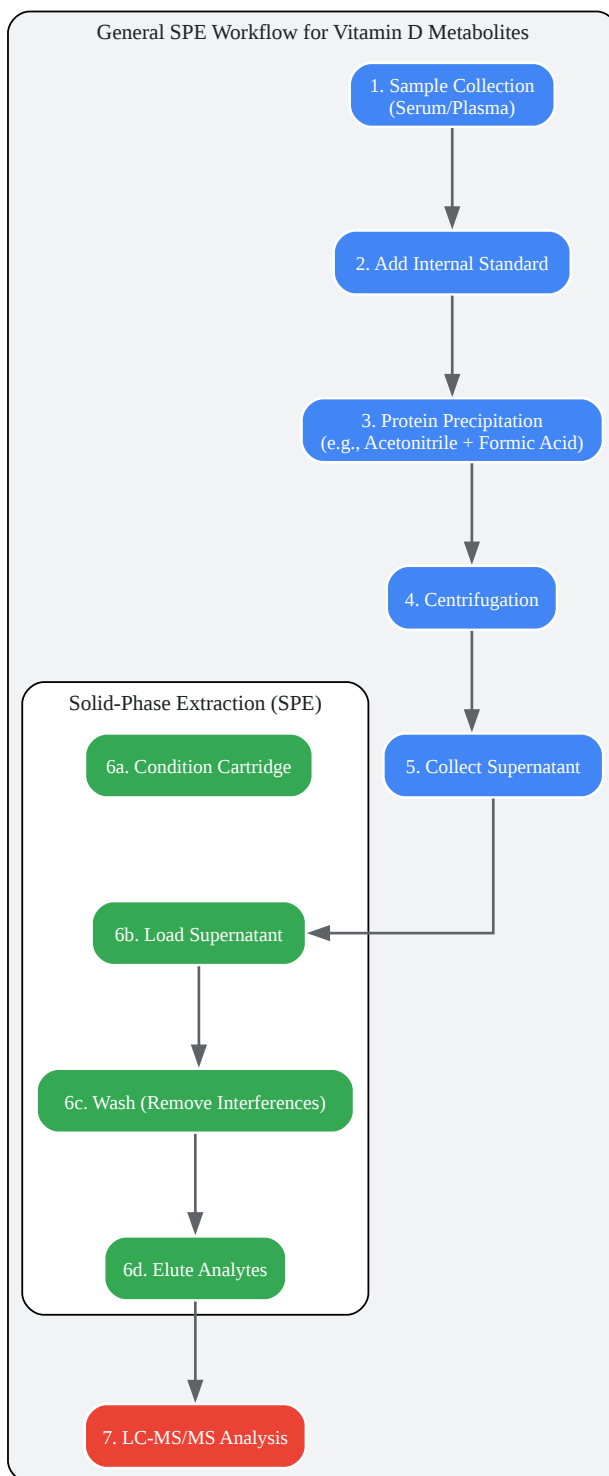 General SPE Workflow for Vitamin D Metabolites
1. Sample Collection
(Serum/Plasma)
2. Add Internal Standard
3. Protein Precipitation
(e.g., Acetonitrile + Formic Acid)
4. Centrifugation
5. Collect Supernatant
Solid-Phase Extraction (SPE)
6a. Condition Cartridge
6b. Load Supernatant
6c. Wash (Remove Interferences)
6d. Elute Analytes
7. LC-MS/MS Analysis